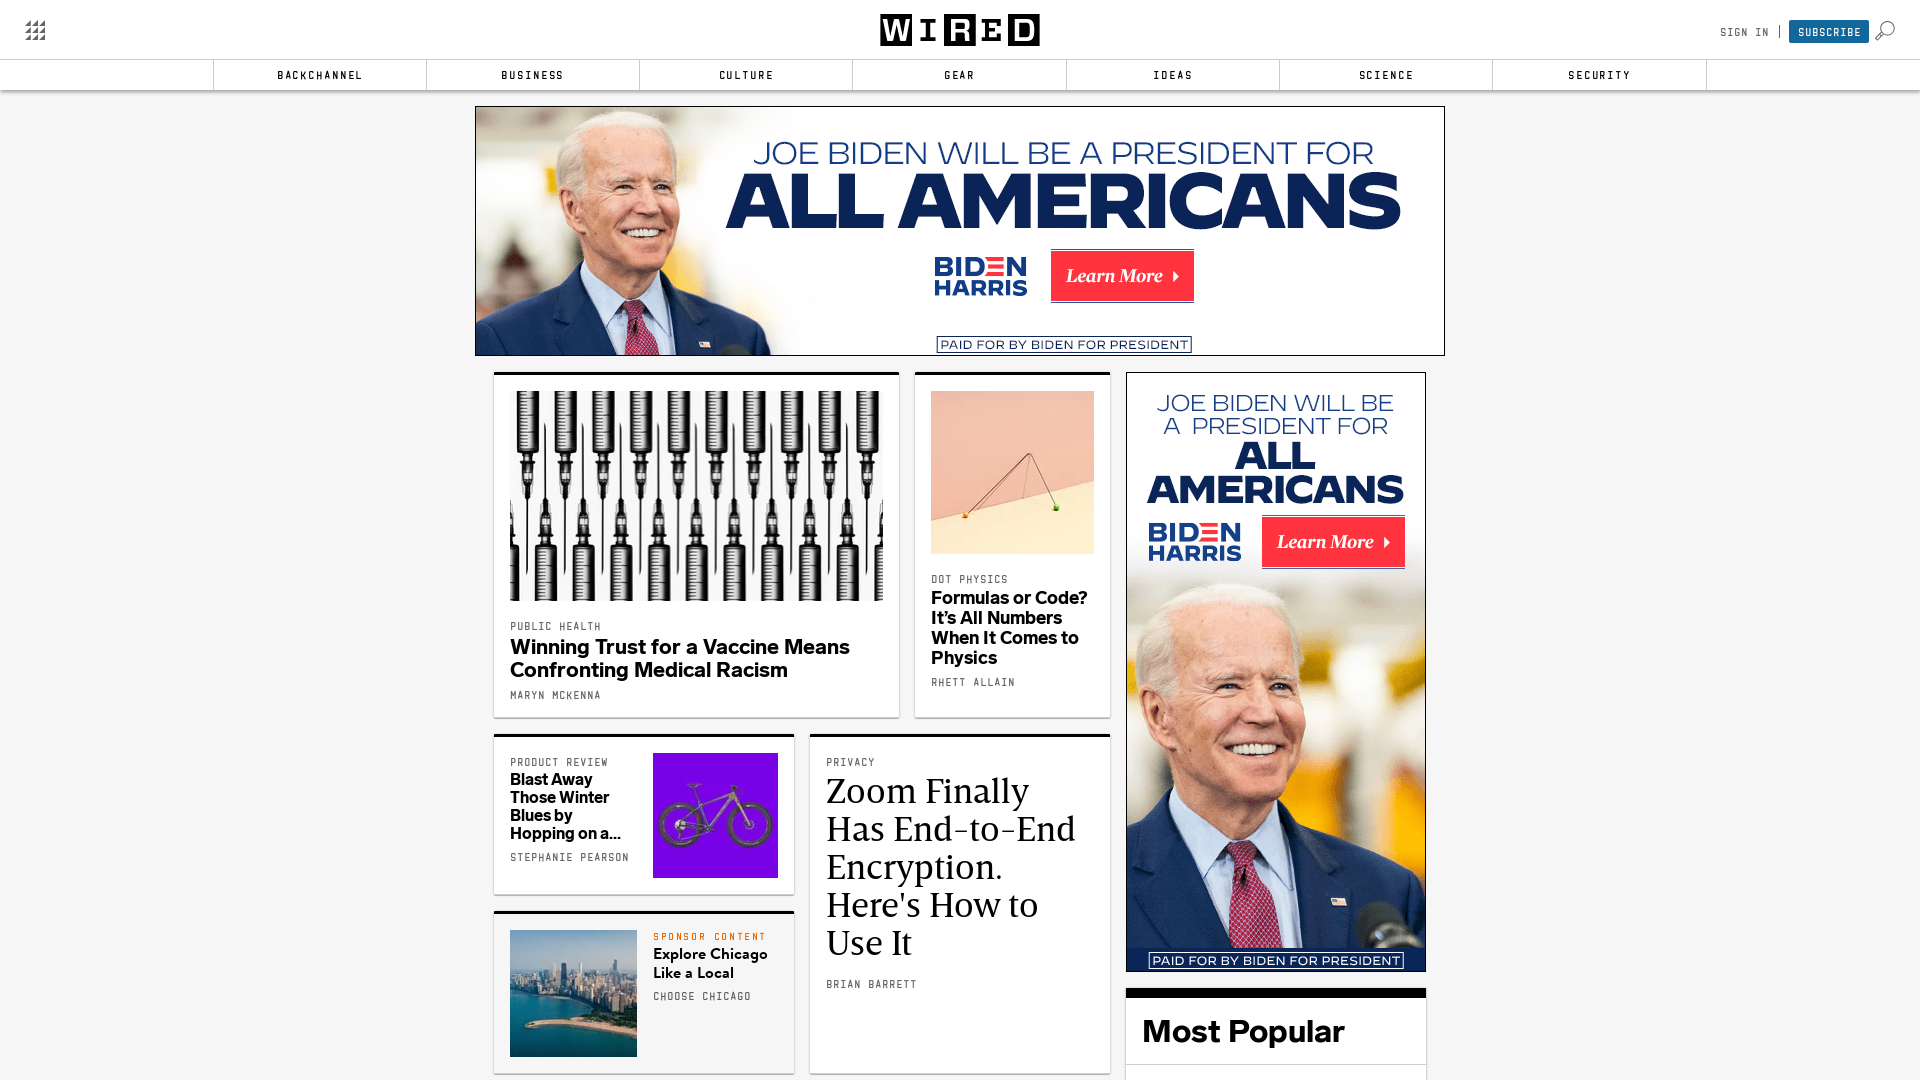 WIRED
SIGN IN
SUBSCRIBE
BACKCHANNEL
BUSINESS
CULTURE
GEAR
IDEAS
SCIENCE
SECURITY
JOE BIDEN WILL BE A PRESIDENT FOR
ALL AMERICANS
BIDEN
HARRIS
Learn More
PAID FOR BY BIDEN FOR PRESIDENT
PUBLIC HEALTH
Winning Trust for a Vaccine Means
Confronting Medical Racism
MARYN MCKENNA
DOT PHYSICS
Formulas or Code?
It’s All Numbers
When It Comes to
Physics
RHETT ALLAIN
JOE BIDEN WILL BE
A PRESIDENT FOR
ALL
AMERICANS
BIDEN
HARRIS
Learn More
PAID FOR BY BIDEN FOR PRESIDENT
PRODUCT REVIEW
Blast Away
Those Winter
Blues by
Hopping on a...
STEPHANIE PEARSON
PRIVACY
Zoom Finally
Has End-to-End
Encryption.
Here's How to
Use It
BRIAN BARRETT
SPONSOR CONTENT
Explore Chicago
Like a Local
CHOOSE CHICAGO
Most Popular